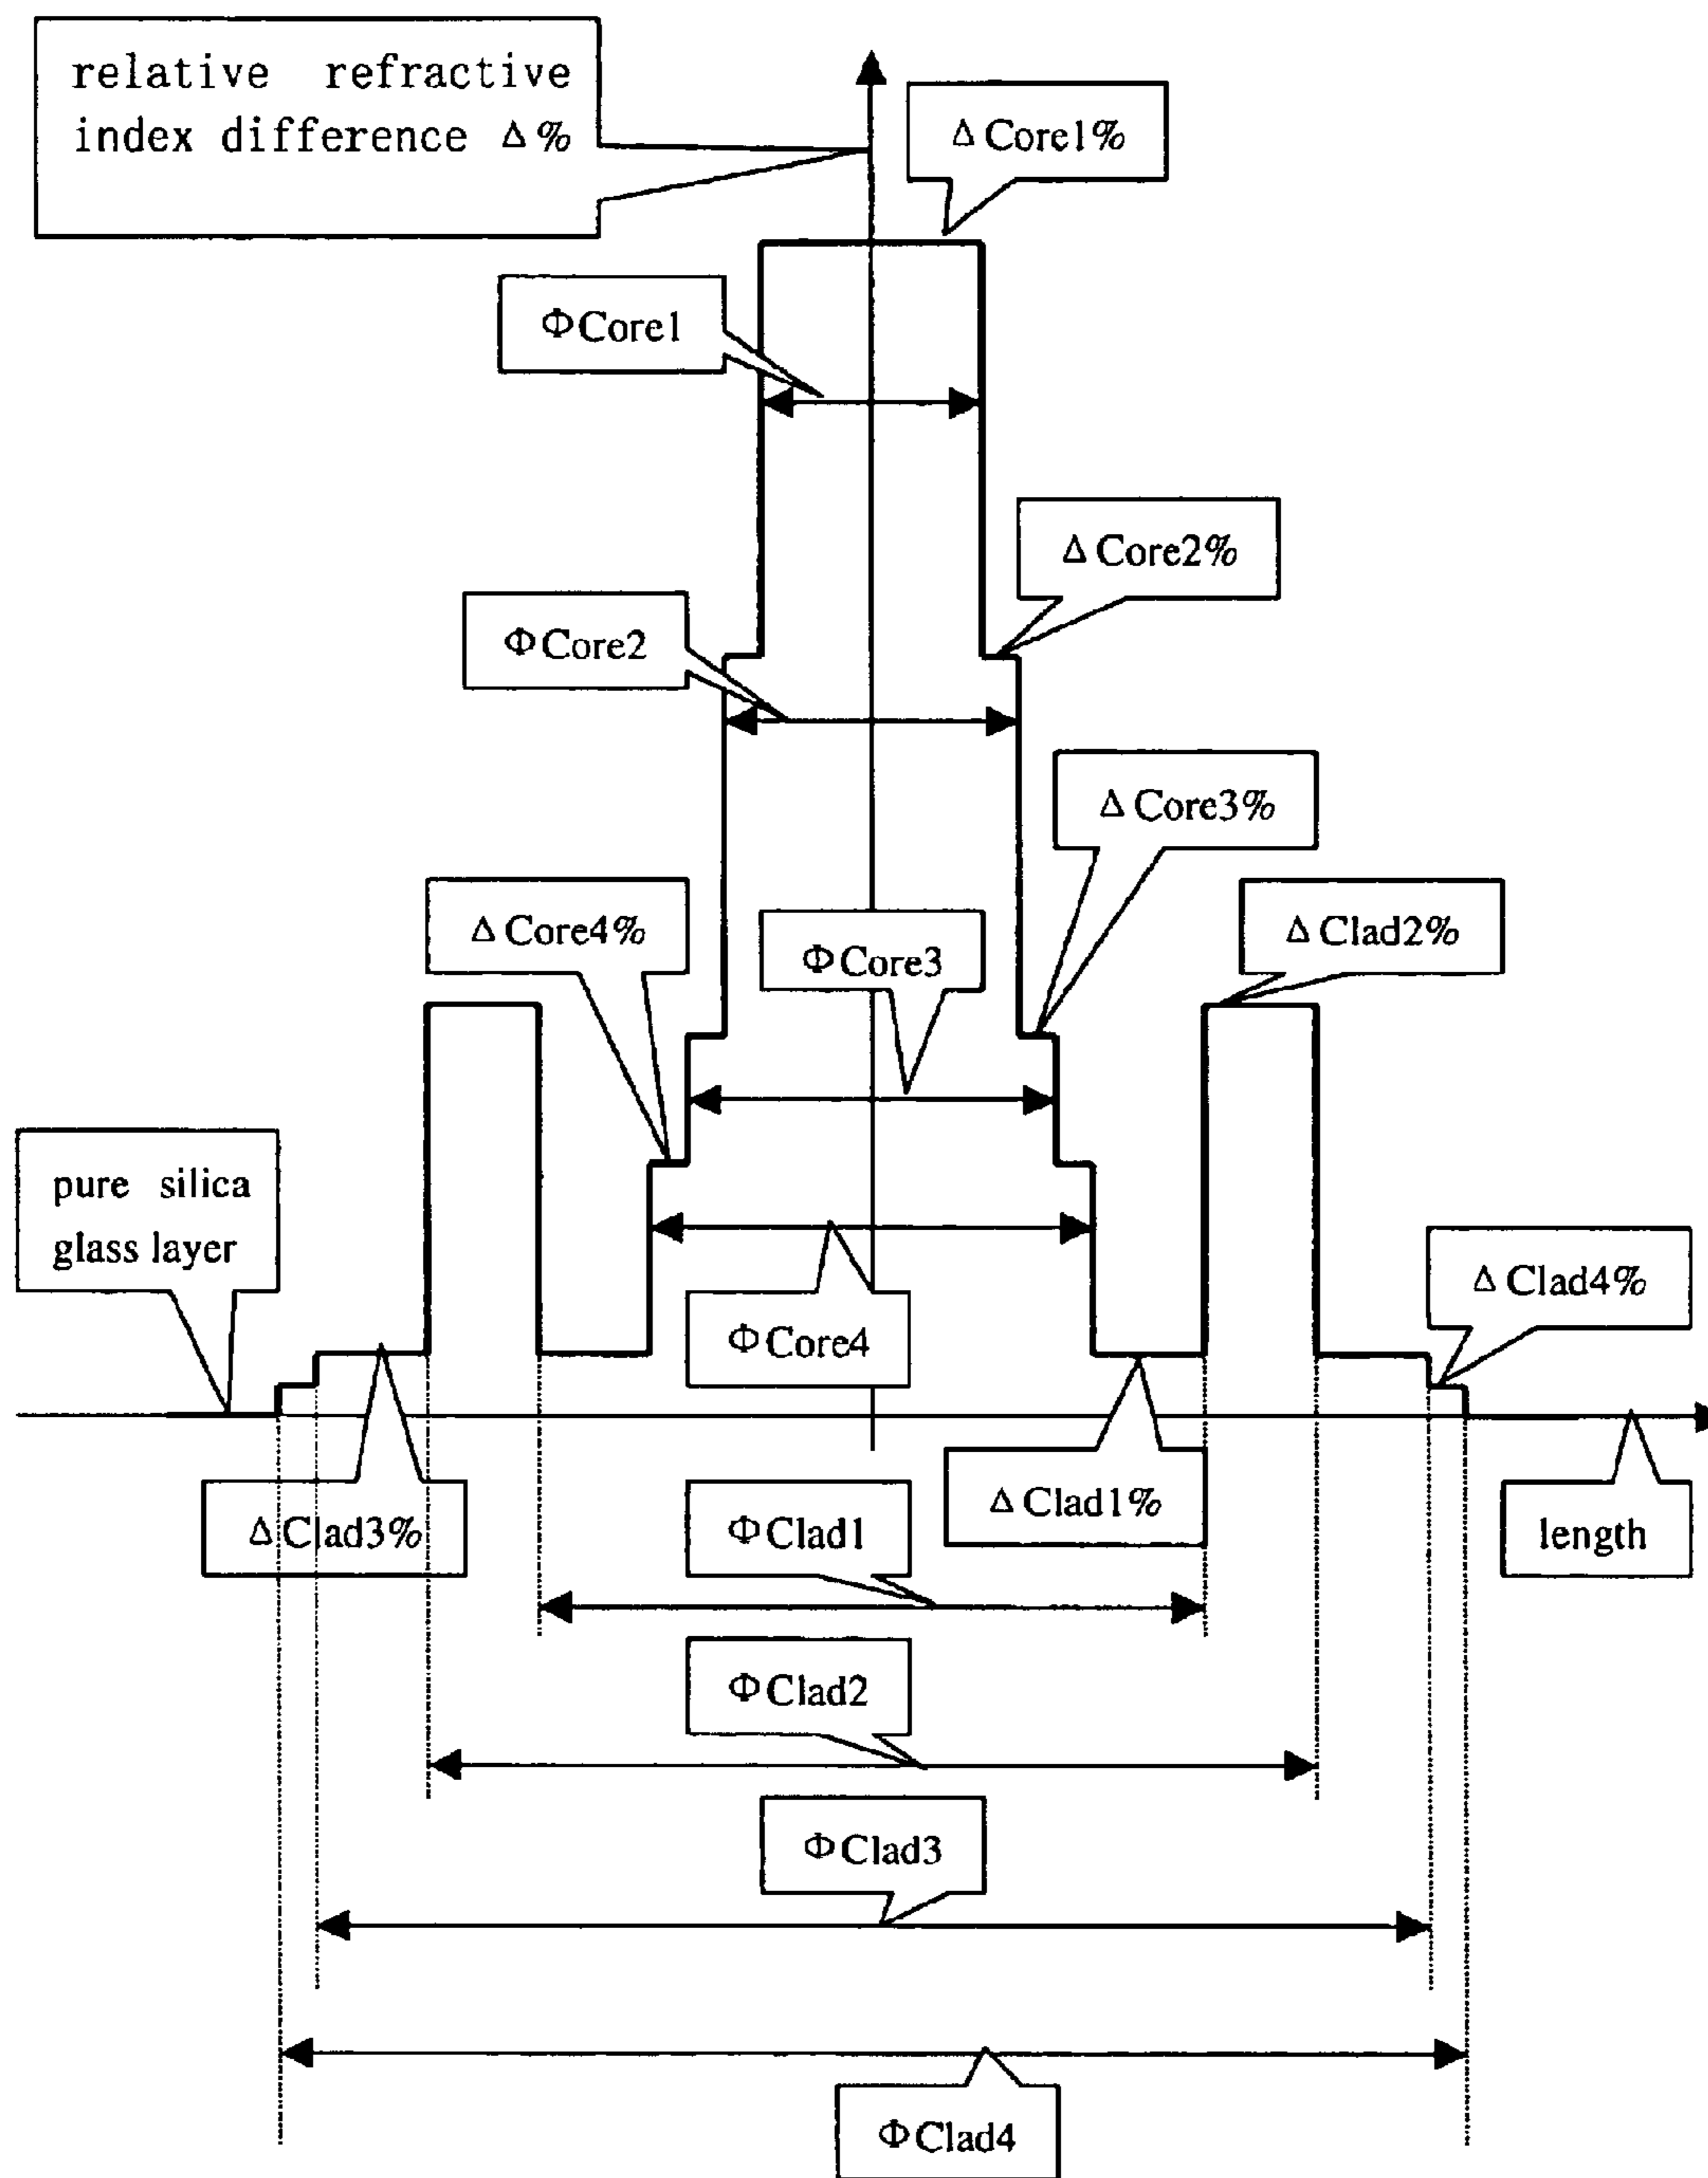 relative refractive
index difference Δ%
ΔCore1%
ΦCore1
ΔCore2%
ΦCore2
ΔCore3%
ΔCore4%
ΦCore3
ΔClad2%
pure silica
glass layer
ΔClad4%
ΦCore4
ΔClad3%
ΦClad1
ΔClad1%
length
ΦClad2
ΦClad3
ΦClad4